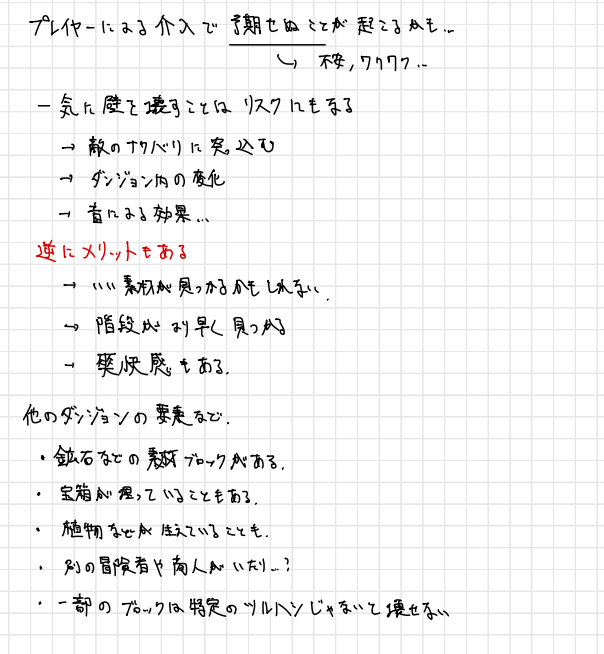 プレイヤーによる介入で予期せぬことが起こるかも...
↳ 不安,ワクワク...
一気に壁を壊すことはリスクにもなる
→ 敵のナワバリに突っ込む
→ ダンジョン内の変化
→ 音による効果...
逆にメリットもある
→ いい素材が見つかるかもしれない.
→ 階段がより早く見つかる
→ 爽快感もある.
他のダンジョンの要素など.
・鉱石などの素材ブロックがある.
・宝箱が埋っていることもある.
・植物などが生えていることも.
・別の冒険者や商人がいたり...?
・一部のブロックは特定のツルハシじゃないと壊せない